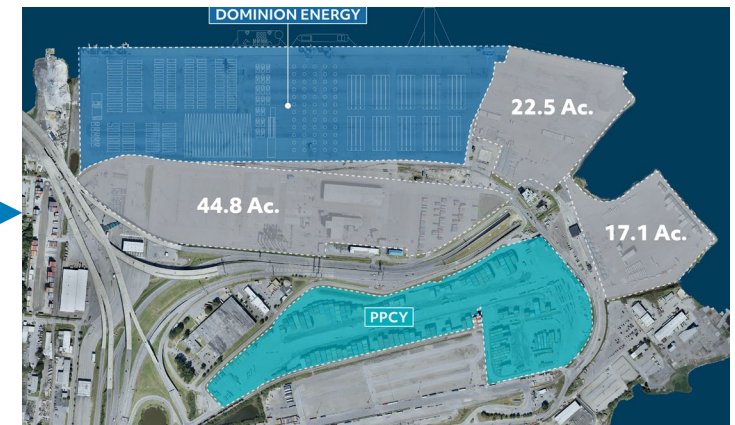 DOMINION ENERGY
22.5 Ac.
44.8 Ac.
17.1 Ac.
PPCY